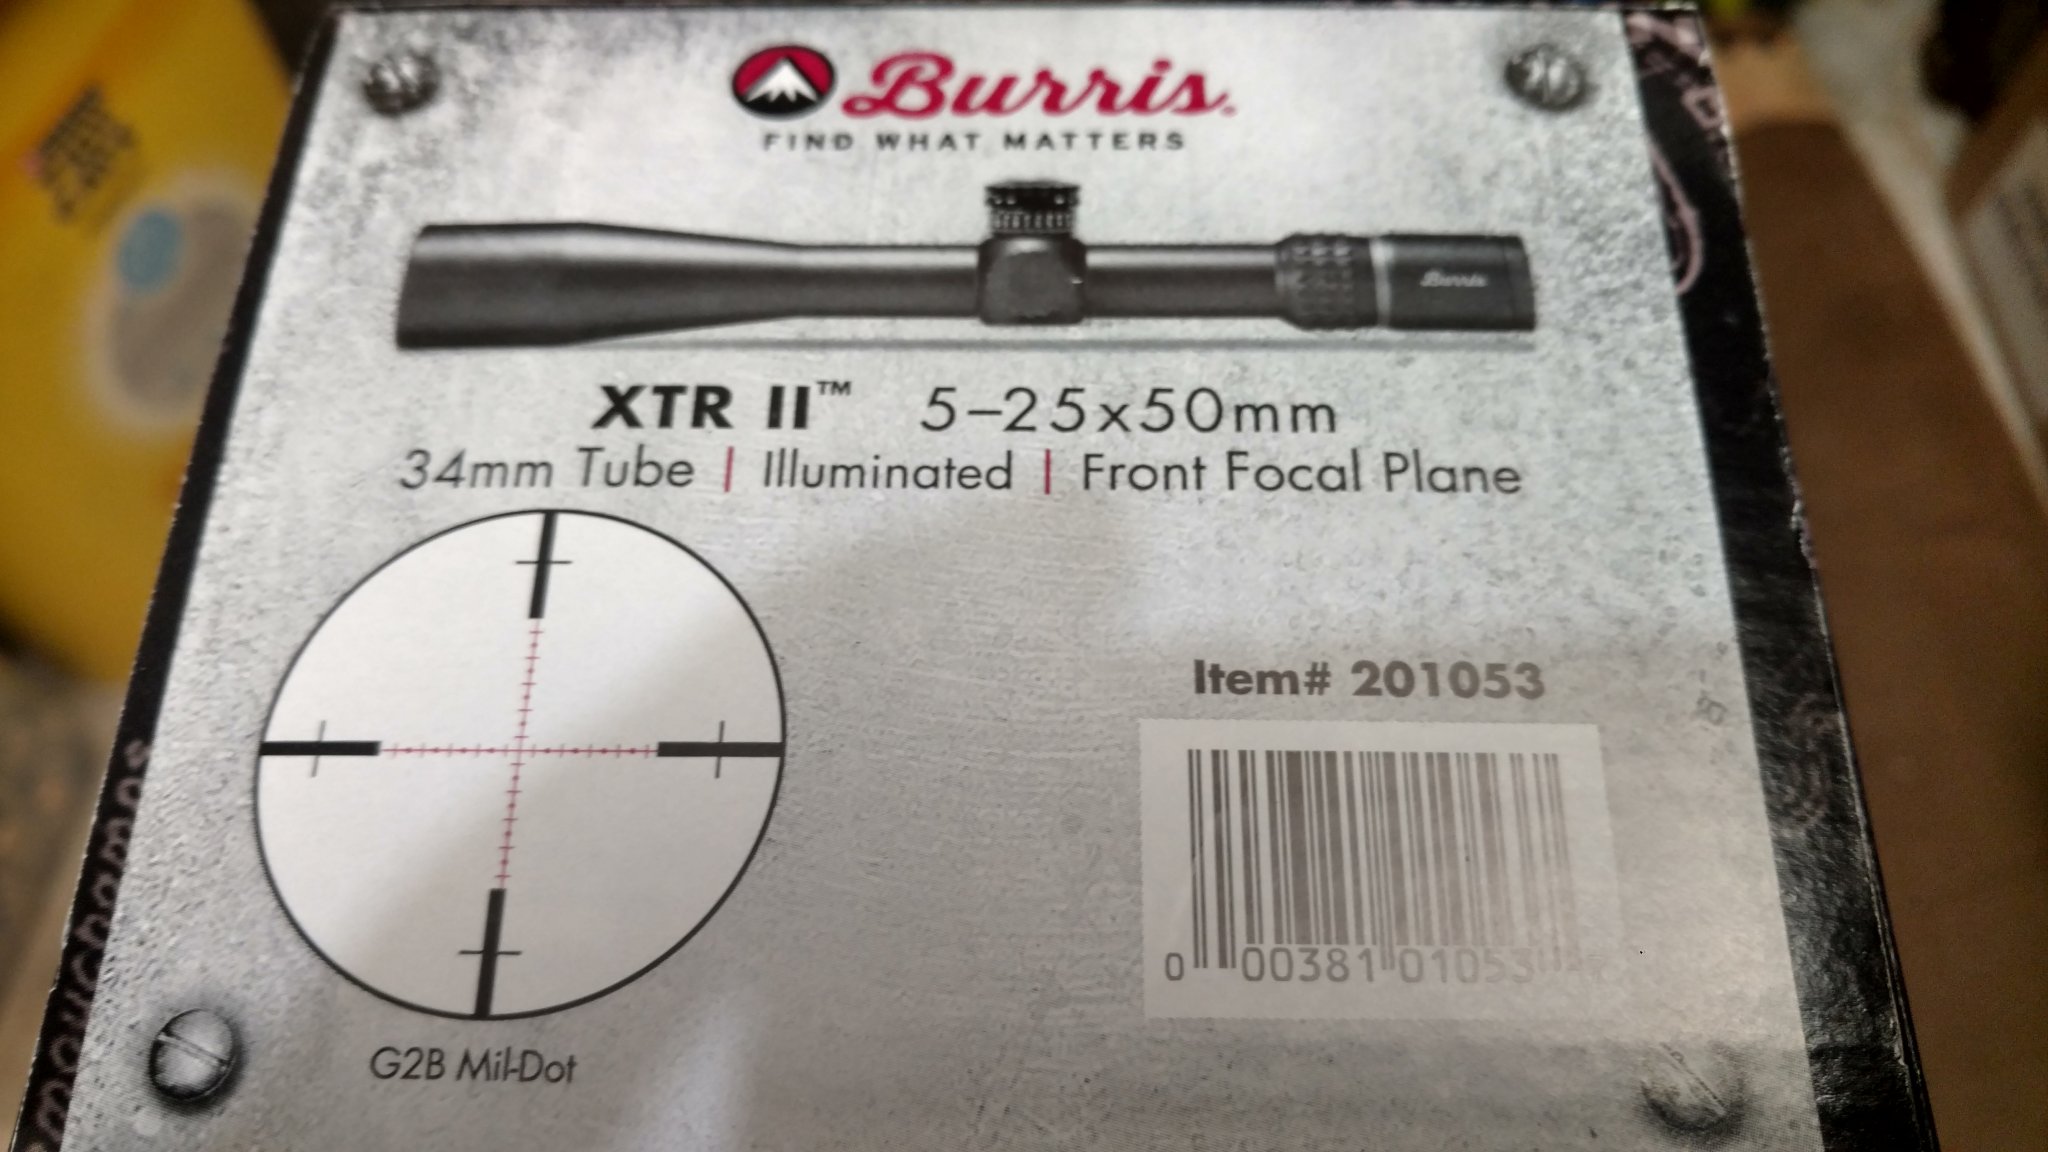 Burris.
FIND WHAT MATTERS
Burris
XTR II™ 5-25x50mm
34mm Tube | Illuminated | Front Focal Plane
Item# 201053
0 00381 01053
G2B Mil-Dot